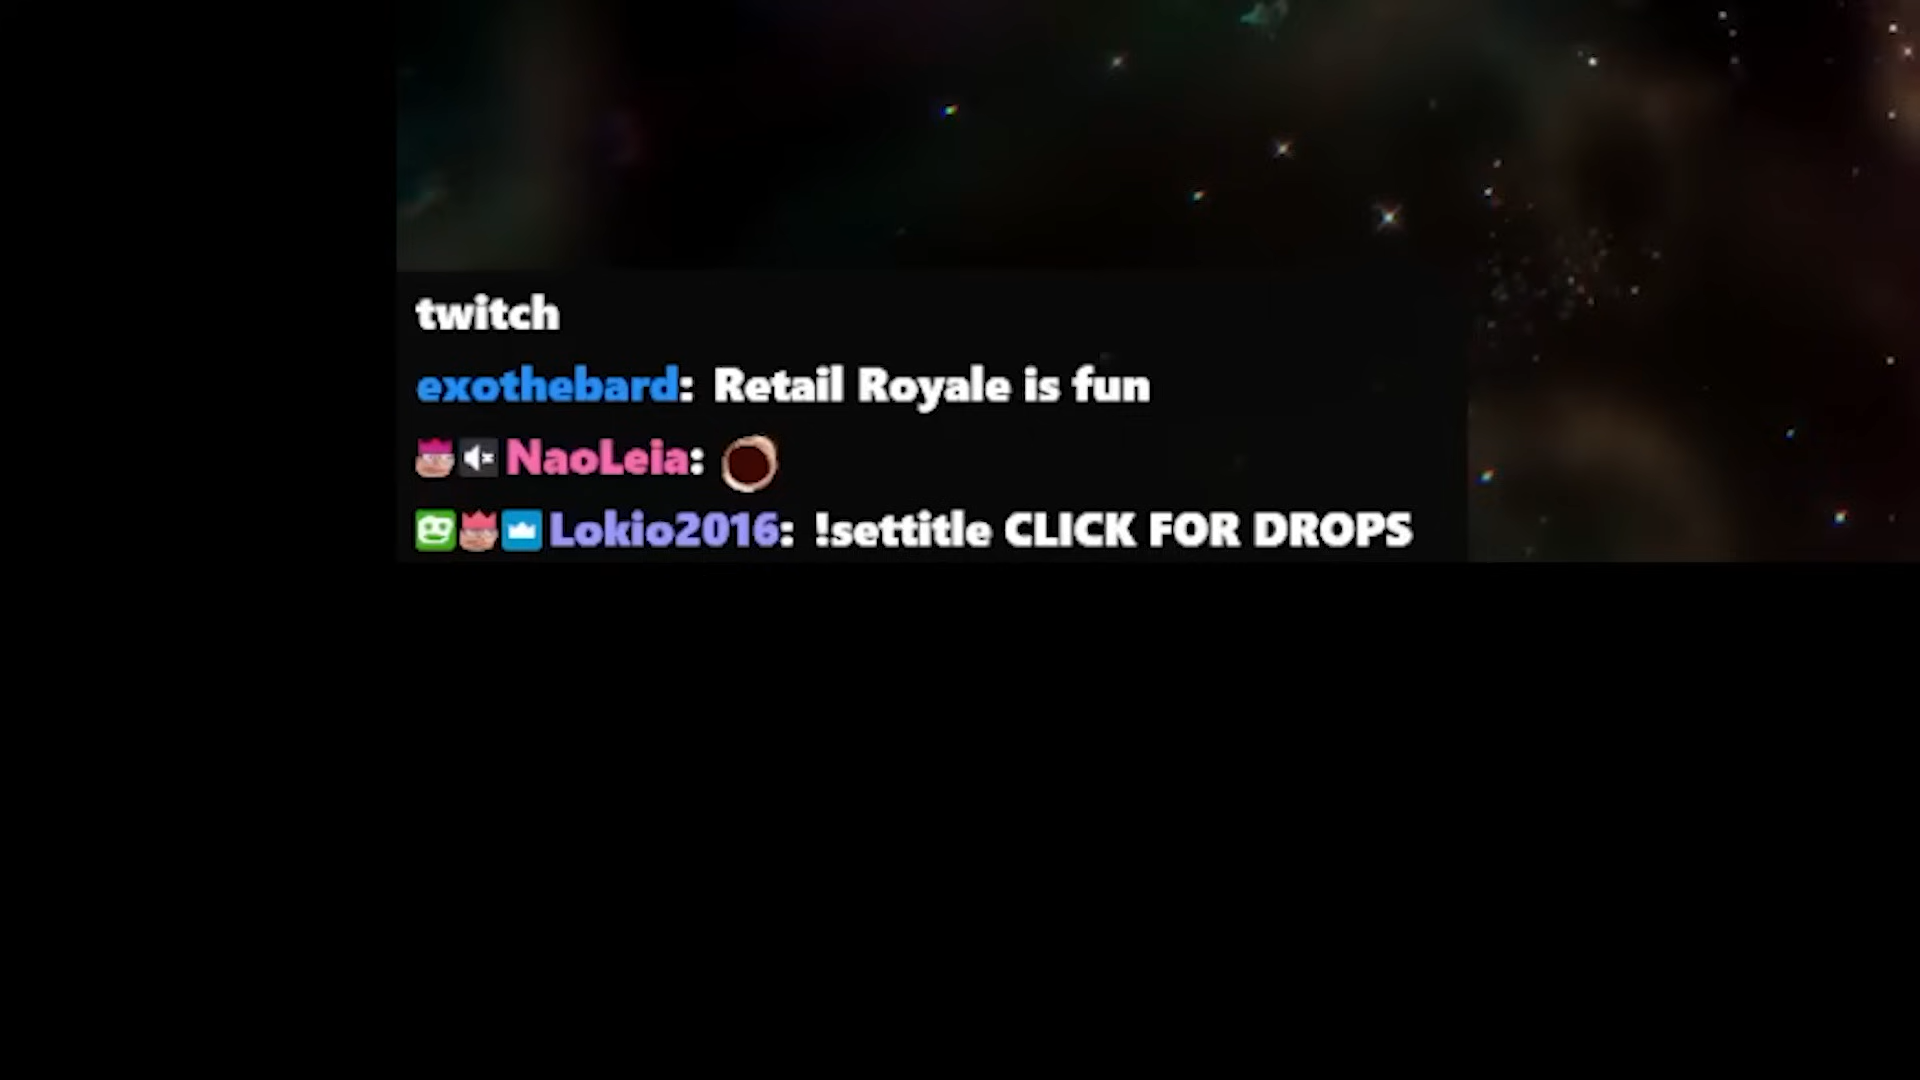 twitch
exothebard: Retail Royale is fun
NaoLeia:
Lokio2016: !settitle CLICK FOR DROPS